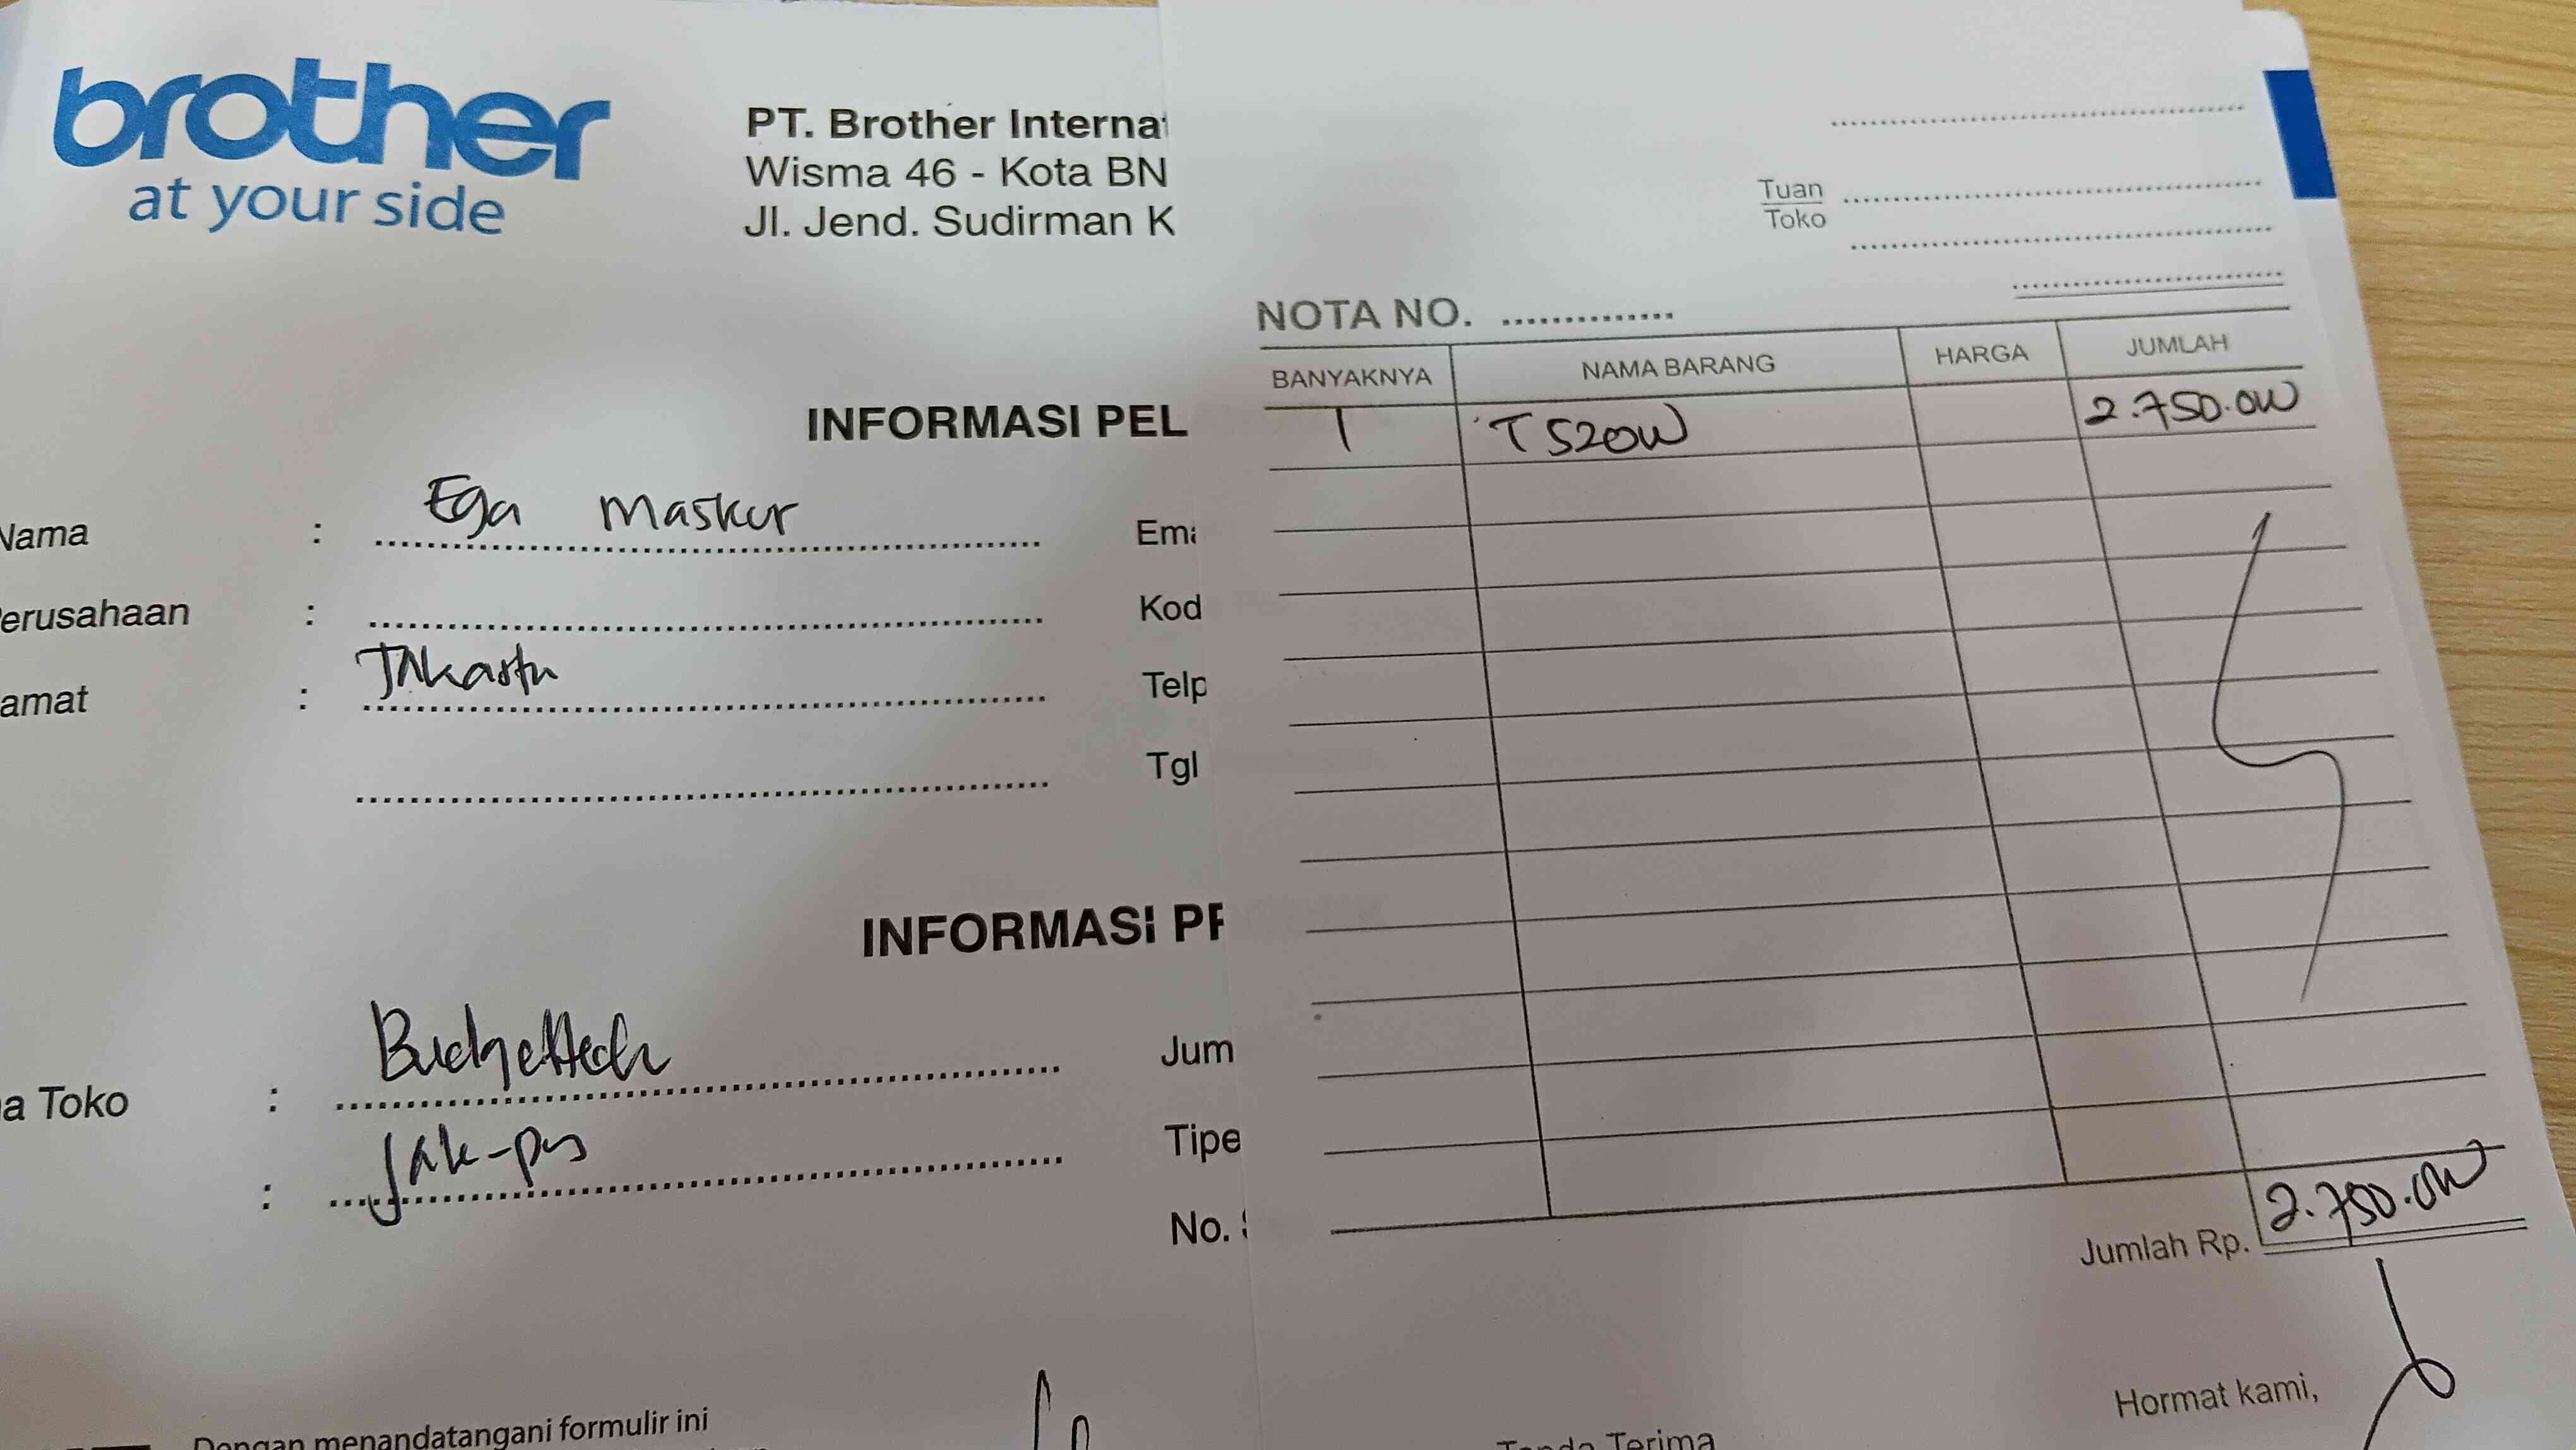 brother
at your side
PT. Brother Interna
Wisma 46 - Kota BN
Jl. Jend. Sudirman K
INFORMASI PEL
Nama : Ega Maskur Ema
erusahaan : Kod
amat : Jakarta Telp
Tgl
INFORMASI PR
a Toko : Budgettech Jum
: Jak-pus Tipe
No.
Dengan menandatangani formulir ini
Tuan
Toko
NOTA NO.
BANYAKNYA NAMA BARANG HARGA JUMLAH
1 T520W 2.750.000
Jumlah Rp. 2.750.000
Hormat kami,
Tanda Terima